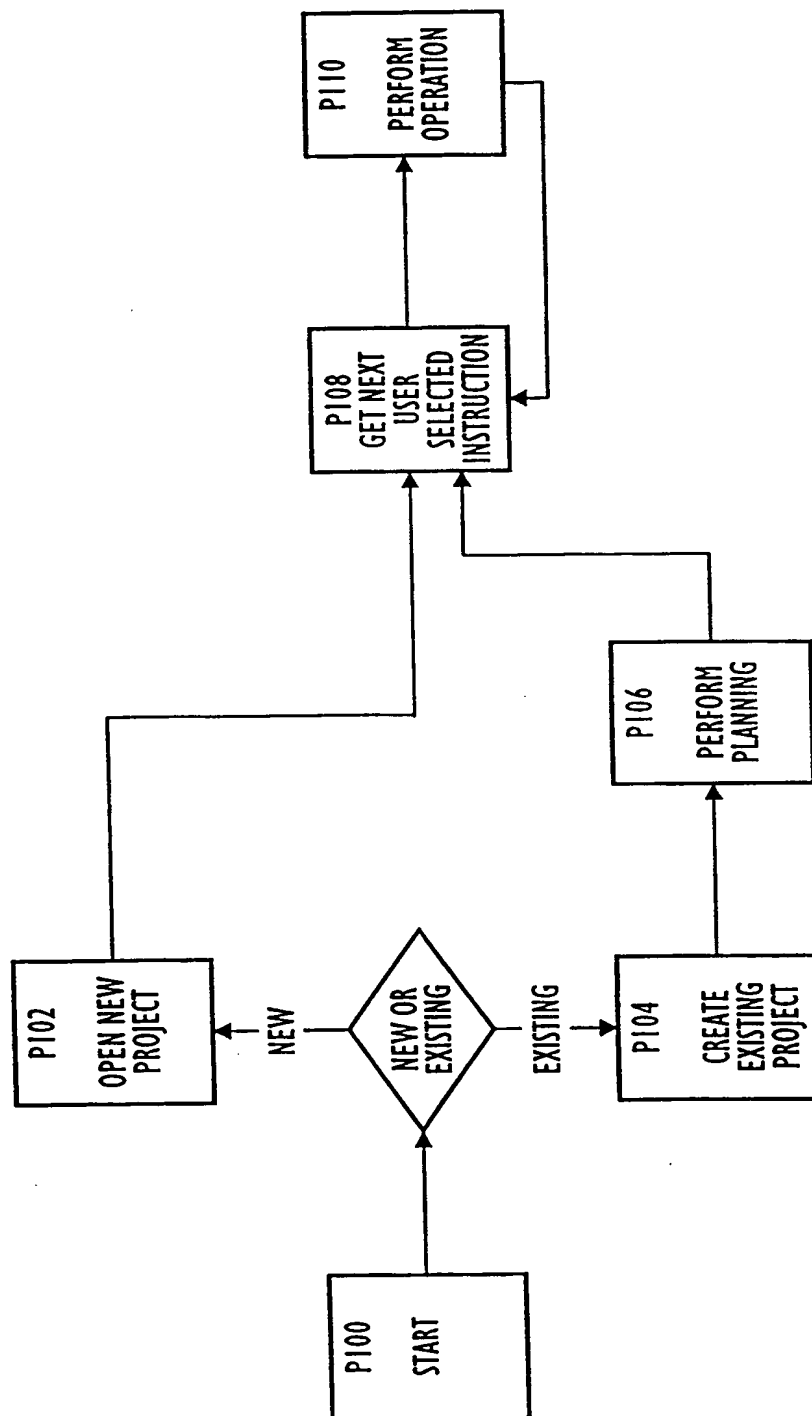 P100
START
NEW OR
EXISTING
NEW
EXISTING
P102
OPEN NEW
PROJECT
P104
CREATE
EXISTING
PROJECT
P106
PERFORM
PLANNING
P108
GET NEXT
USER
SELECTED
INSTRUCTION
P110
PERFORM
OPERATION